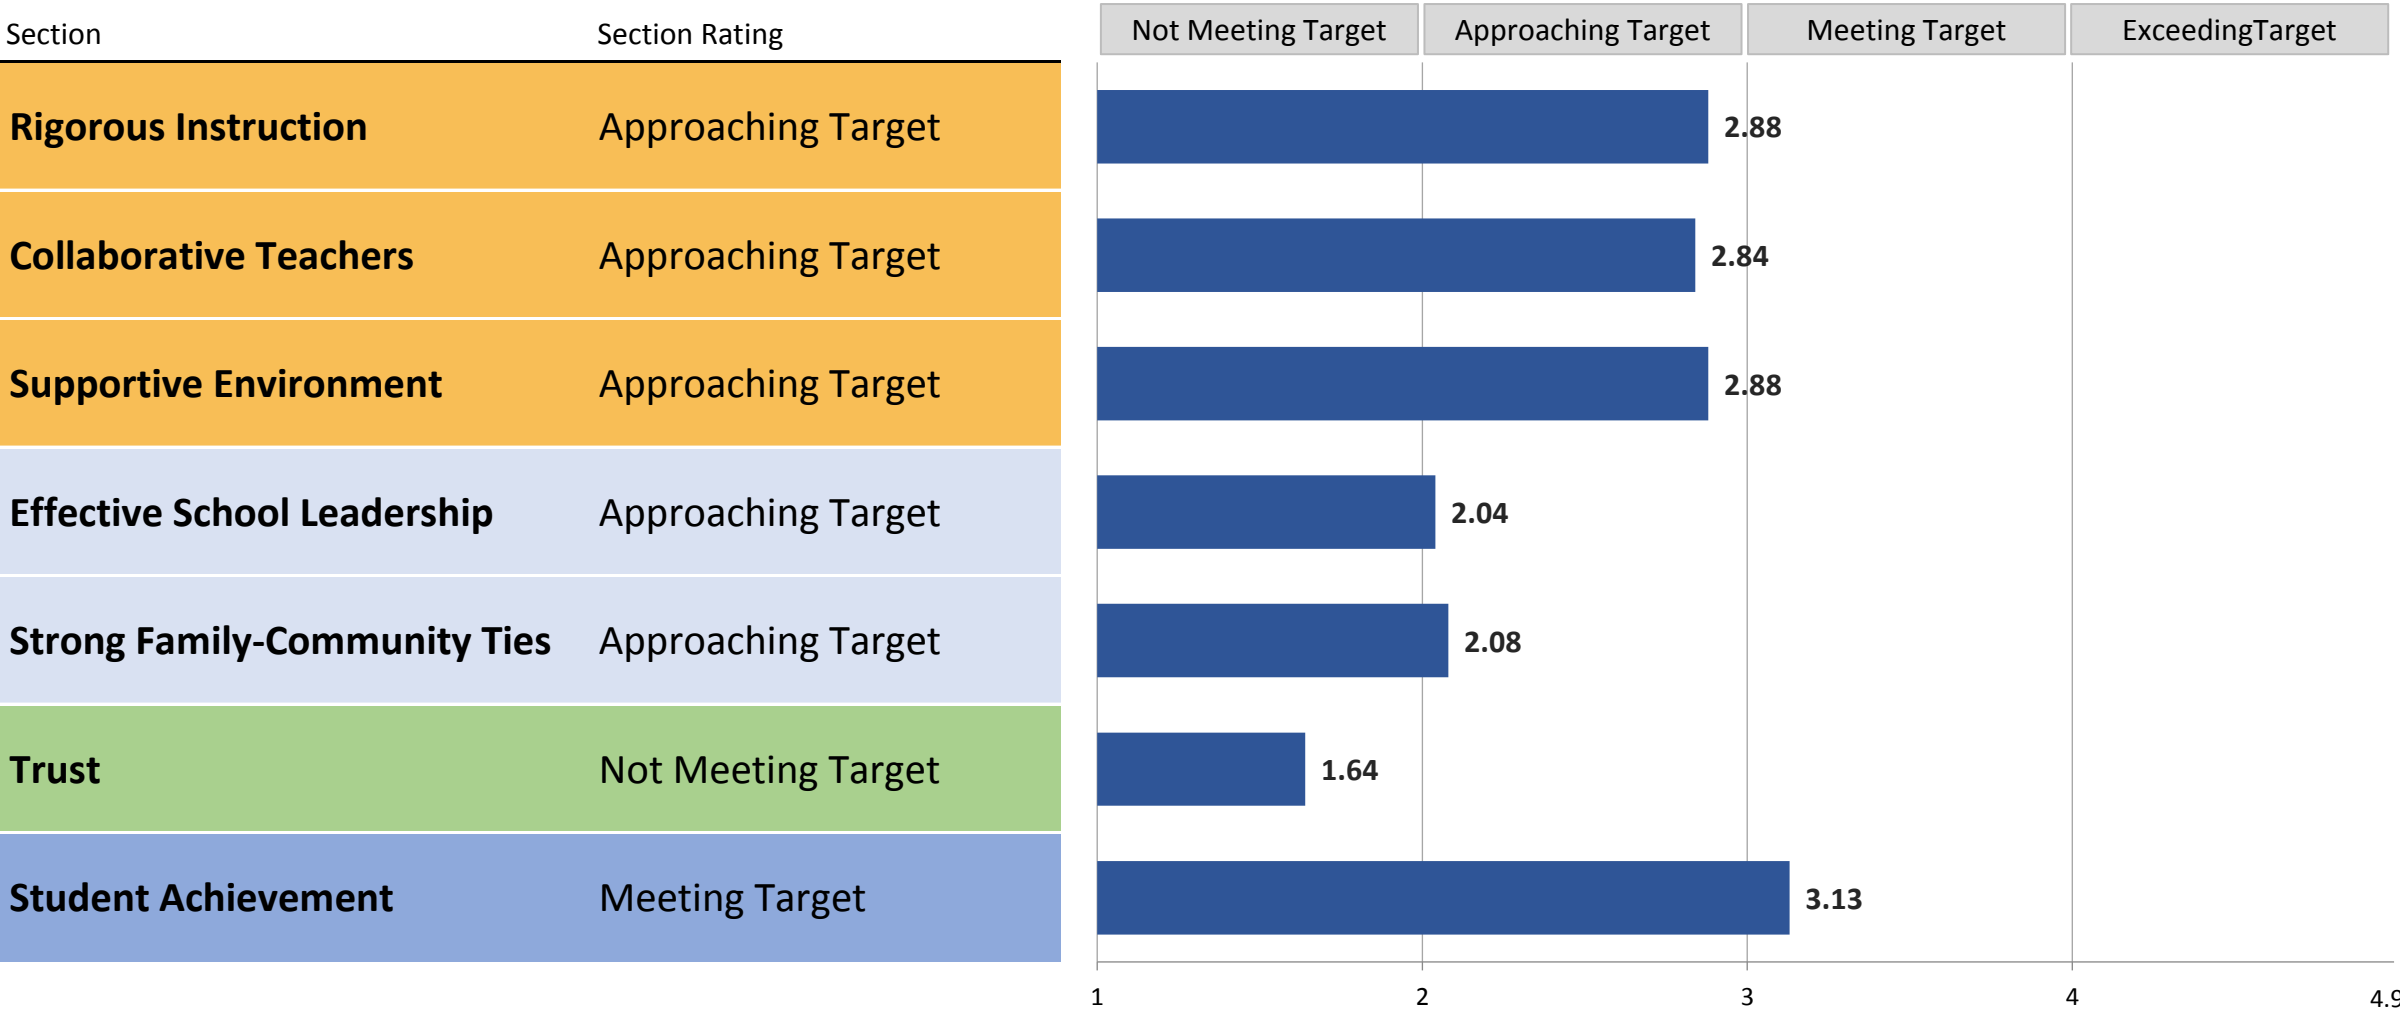 Section Section Rating Not Meeting Target Approaching Target Meeting Target ExceedingTarget
Rigorous Instruction Approaching Target 2.88
Collaborative Teachers Approaching Target 2.84
Supportive Environment Approaching Target 2.88
Effective School Leadership Approaching Target 2.04
Strong Family-Community Ties Approaching Target 2.08
Trust Not Meeting Target 1.64
Student Achievement Meeting Target 3.13
1 2 3 4 4.9